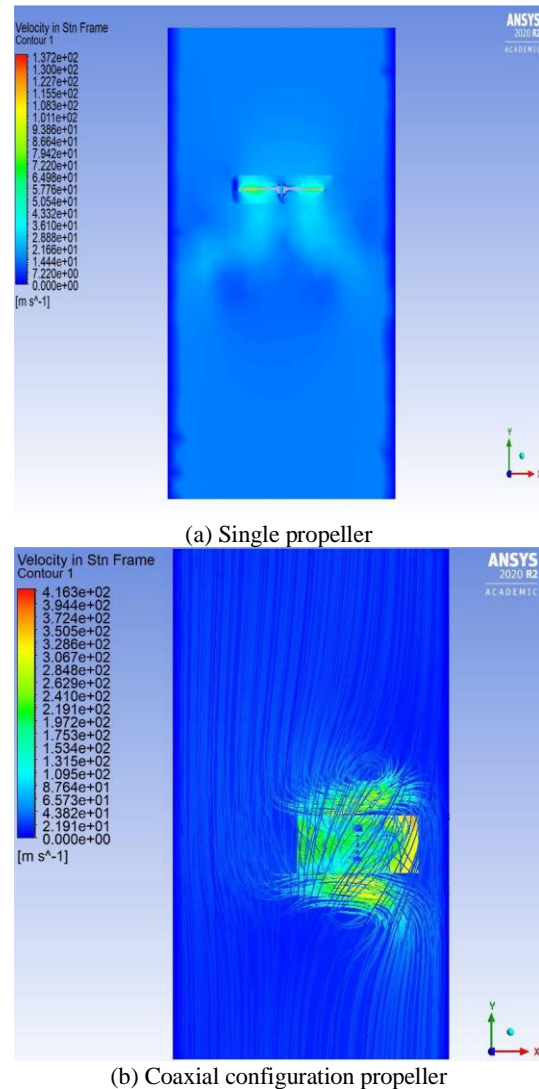 Velocity in Stn Frame
Contour 1
1.372e+02
1.300e+02
1.227e+02
1.155e+02
1.083e+02
1.011e+02
9.386e+01
8.664e+01
7.942e+01
7.220e+01
6.498e+01
5.776e+01
5.054e+01
4.332e+01
3.610e+01
2.888e+01
2.166e+01
1.444e+01
7.220e+00
0.000e+00
[m s^-1]
ANSYS
2020 R2
ACADEMIC
Y
X
(a) Single propeller
Velocity in Stn Frame
Contour 1
4.163e+02
3.944e+02
3.724e+02
3.505e+02
3.286e+02
3.067e+02
2.848e+02
2.629e+02
2.410e+02
2.191e+02
1.972e+02
1.753e+02
1.534e+02
1.315e+02
1.095e+02
8.764e+01
6.573e+01
4.382e+01
2.191e+01
0.000e+00
[m s^-1]
ANSYS
2020 R2
ACADEMIC
Y
X
(b) Coaxial configuration propeller